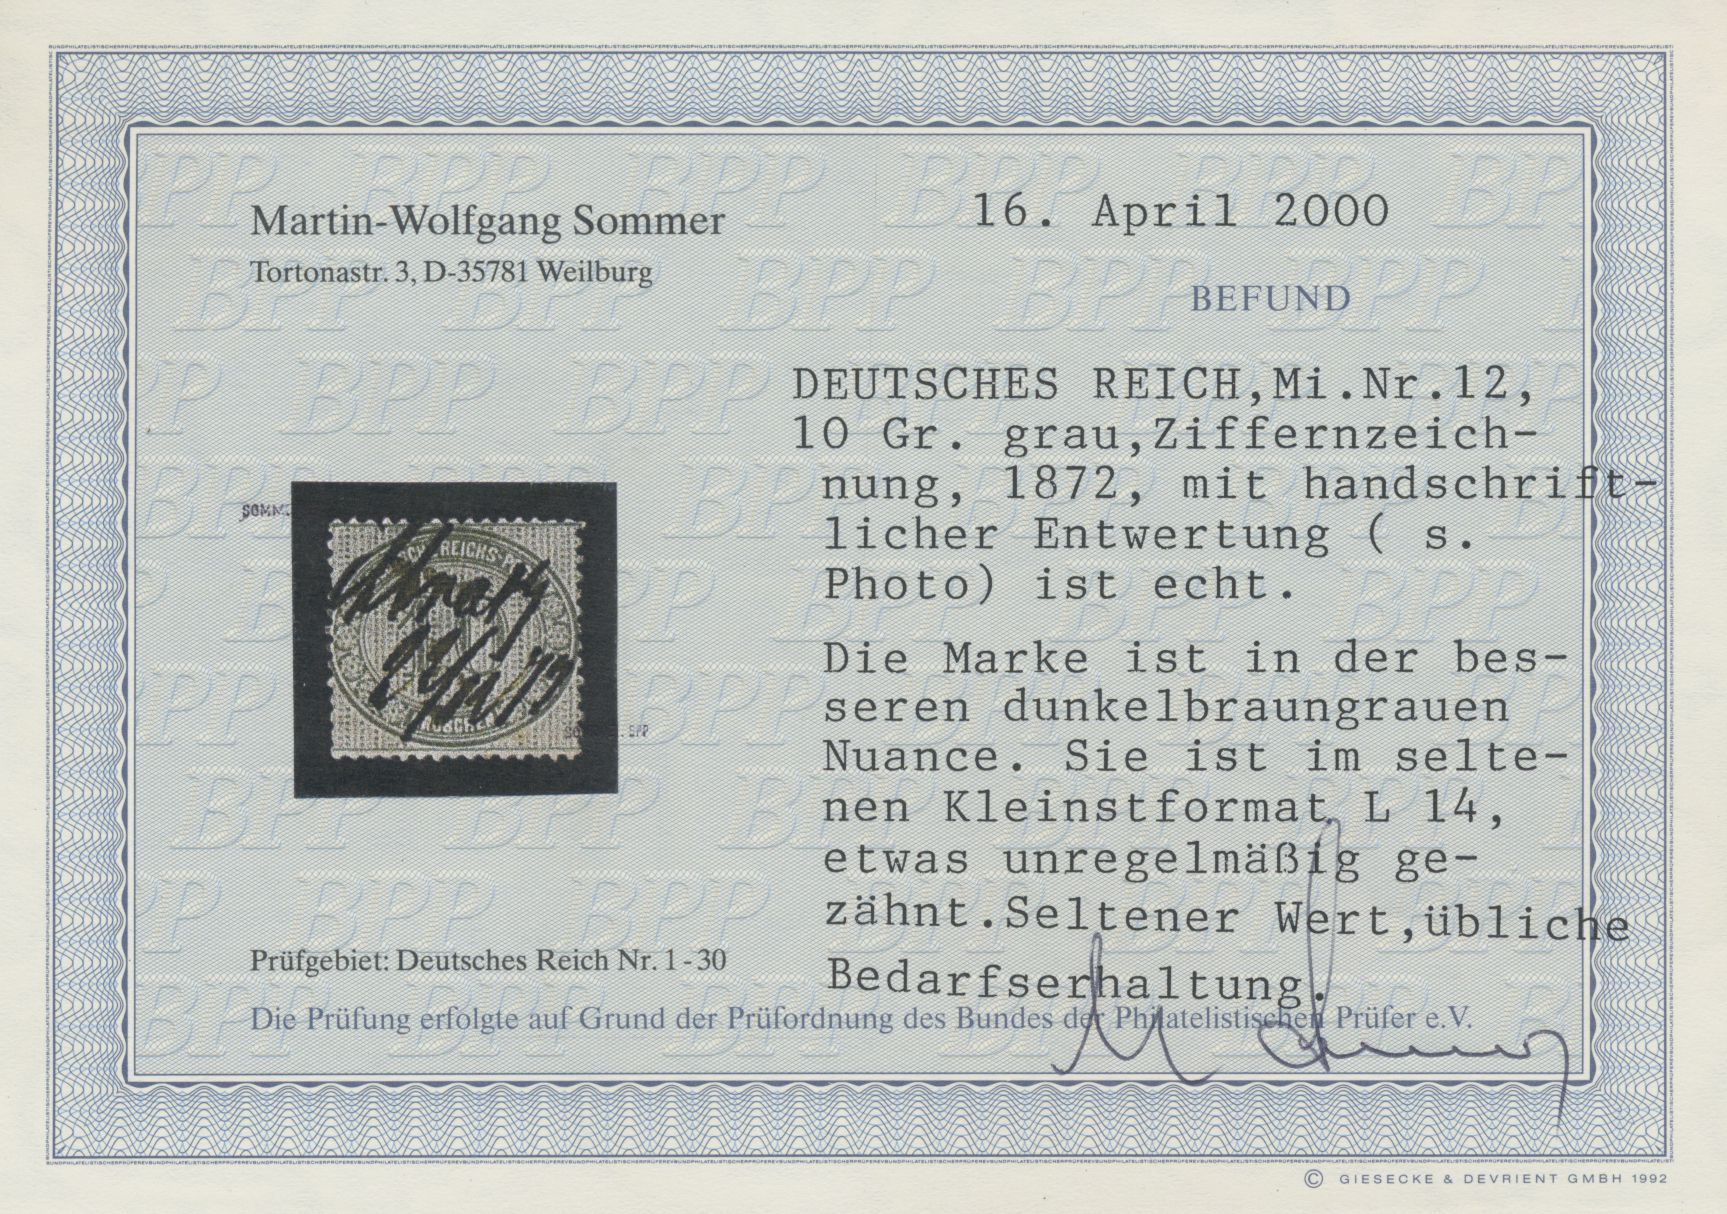 Martin-Wolfgang Sommer
Tortonastr. 3, D-35781 Weilburg
16. April 2000
BEFUND
DEUTSCHES REICH,Mi.Nr.12,
10 Gr. grau,Ziffernzeich-
nung, 1872, mit handschrift-
licher Entwertung ( s.
Photo) ist echt.
Die Marke ist in der bes-
seren dunkelbraungrauen
Nuance. Sie ist im selte-
nen Kleinstformat L 14,
etwas unregelmäßig ge-
zähnt.Seltener Wert,übliche
Bedarfserhaltung.
Prüfgebiet: Deutsches Reich Nr. 1-30
Die Prüfung erfolgte auf Grund der Prüfordnung des Bundes der Philatelistischen Prüfer e.V.
© GIESECKE & DEVRIENT GMBH 1992